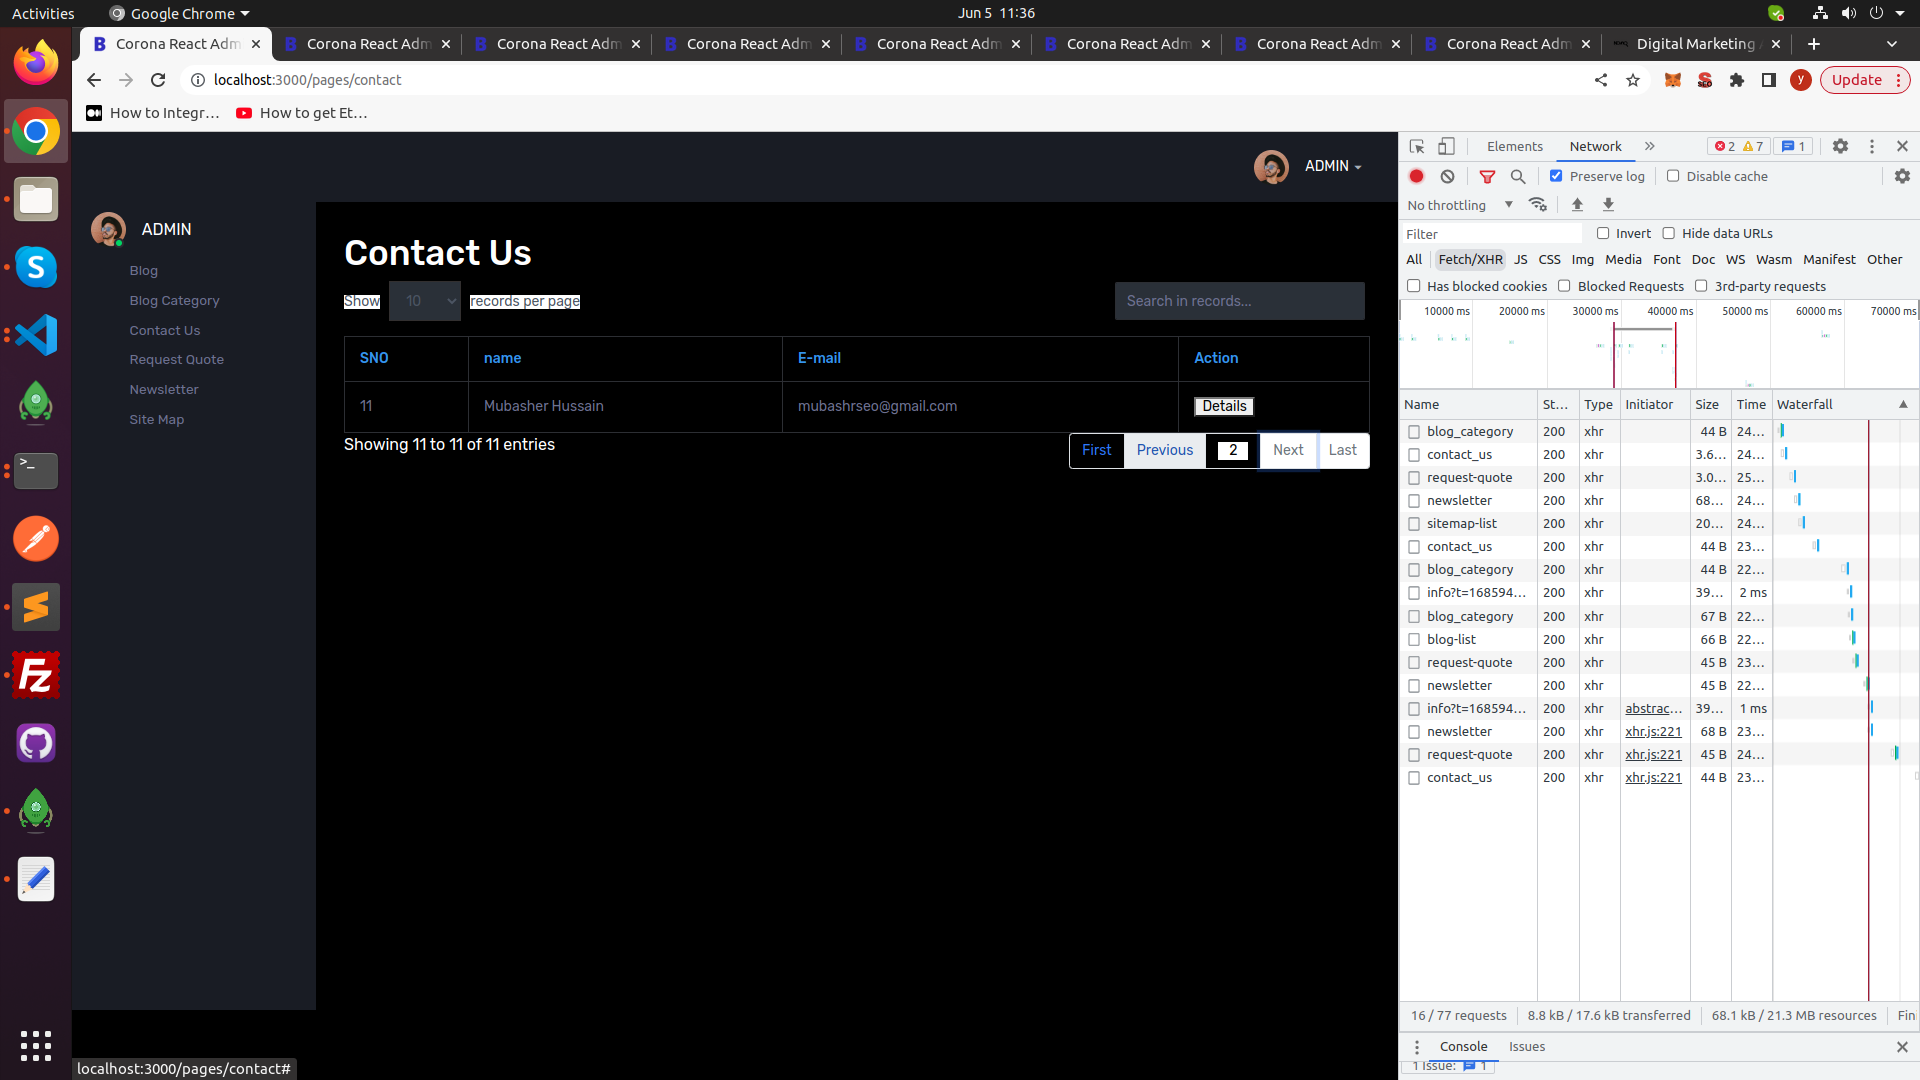 Activities
Google Chrome
Jun 5 11:36
Corona React Adm
Corona React Adm
Corona React Adm
Corona React Adm
Corona React Adm
Corona React Adm
Corona React Adm
Corona React Adm
Digital Marketing
localhost:3000/pages/contact
y
Update
How to Integr…
How to get Et…
ADMIN
ADMIN
Blog
Blog Category
Contact Us
Request Quote
Newsletter
Site Map
Contact Us
Show 10 records per page
Search in records...
SNO name E-mail Action
11 Mubasher Hussain mubashrseo@gmail.com Details
Showing 11 to 11 of 11 entries
First Previous 2 Next Last
localhost:3000/pages/contact#
Elements Network 2 7 1
Preserve log Disable cache
No throttling
Filter Invert Hide data URLs
All Fetch/XHR JS CSS Img Media Font Doc WS Wasm Manifest Other
Has blocked cookies Blocked Requests 3rd-party requests
10000 ms 20000 ms 30000 ms 40000 ms 50000 ms 60000 ms 70000 ms
Name St… Type Initiator Size Time Waterfall
blog_category 200 xhr 44 B 24…
contact_us 200 xhr 3.6… 24…
request-quote 200 xhr 3.0… 25…
newsletter 200 xhr 68… 24…
sitemap-list 200 xhr 20… 24…
contact_us 200 xhr 44 B 23…
blog_category 200 xhr 44 B 22…
info?t=168594… 200 xhr 39… 2 ms
blog_category 200 xhr 67 B 22…
blog-list 200 xhr 66 B 22…
request-quote 200 xhr 45 B 23…
newsletter 200 xhr 45 B 22…
info?t=168594… 200 xhr abstrac… 39… 1 ms
newsletter 200 xhr xhr.js:221 68 B 23…
request-quote 200 xhr xhr.js:221 45 B 24…
contact_us 200 xhr xhr.js:221 44 B 23…
16 / 77 requests 8.8 kB / 17.6 kB transferred 68.1 kB / 21.3 MB resources Fin
Console Issues
1 Issue: 1